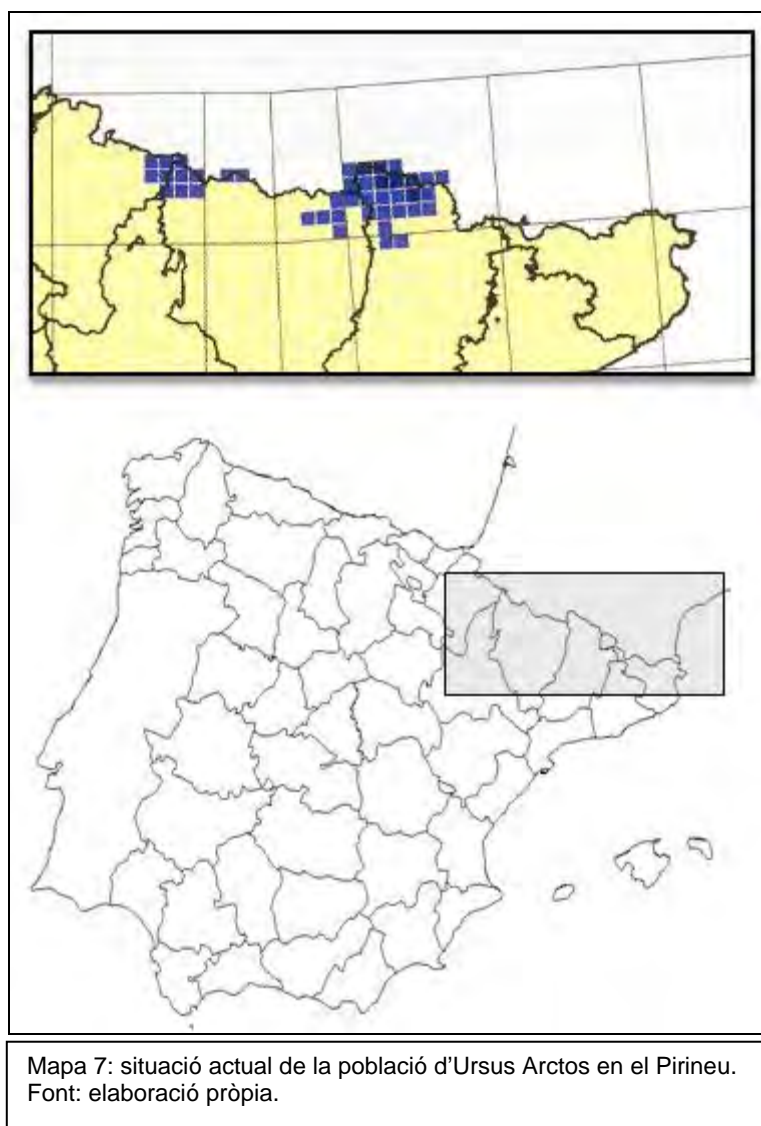 Mapa 7: situació actual de la població d'Ursus Arctos en el Pirineu.
Font: elaboració pròpia.